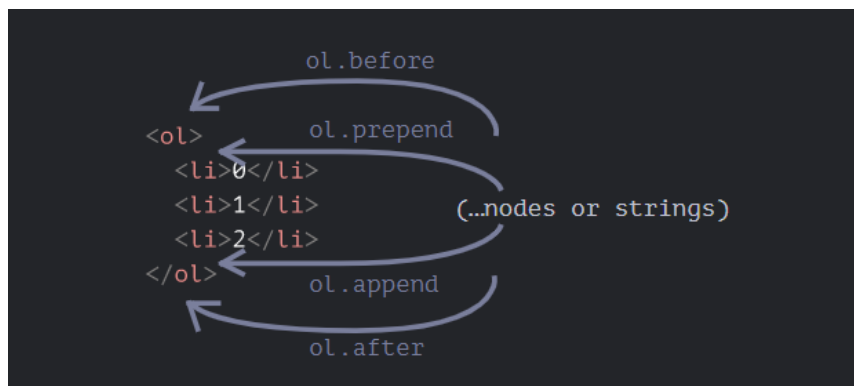 ol.before
<ol>
ol.prepend
<li>0</li>
<li>1</li>
(…nodes or strings)
<li>2</li>
</ol>
ol.append
ol.after